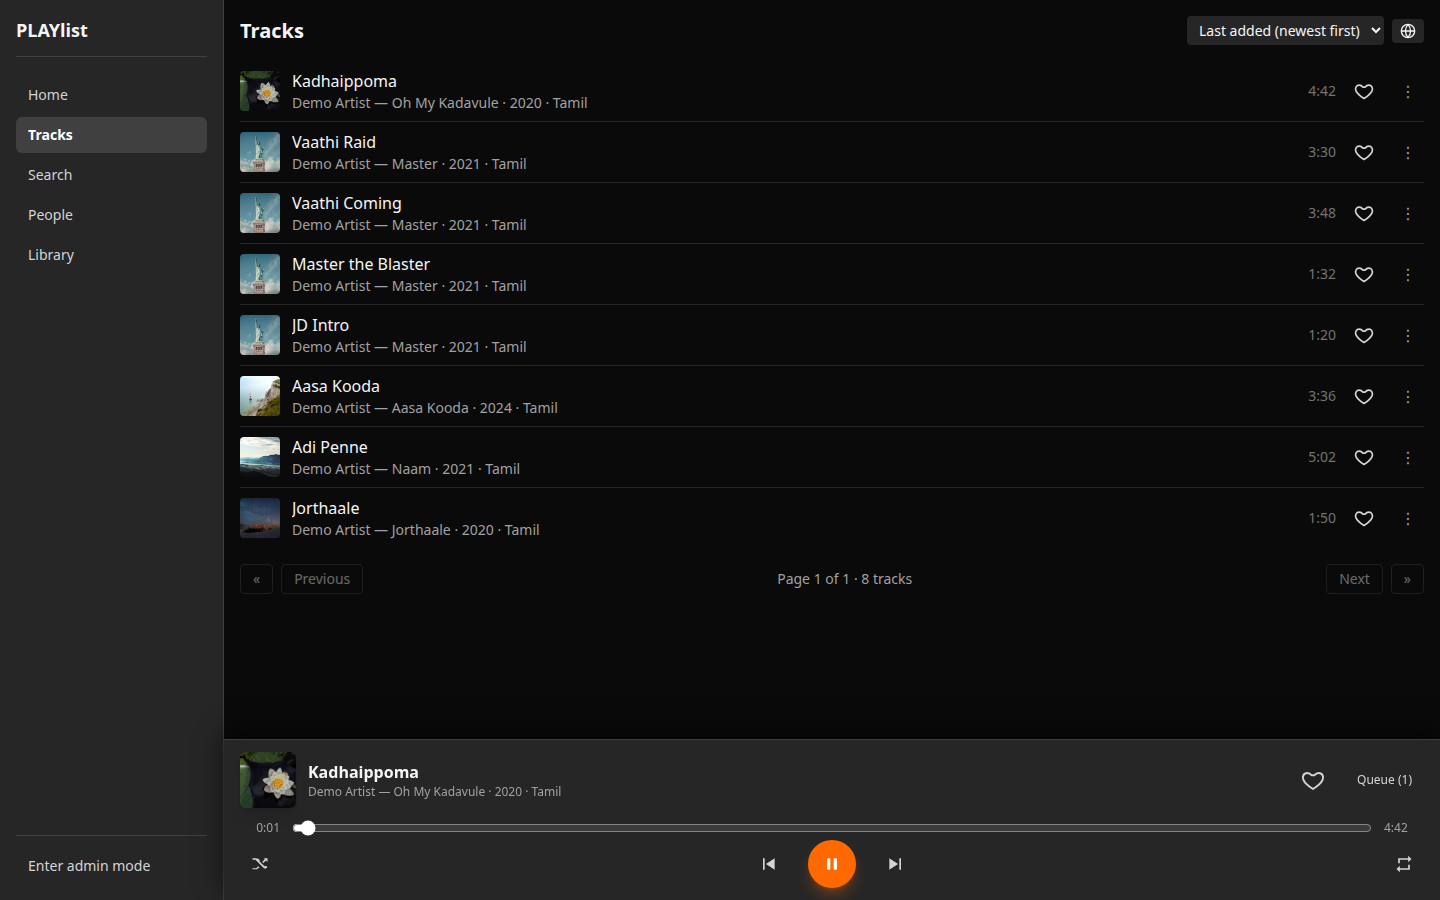 PLAYlist
Home
Tracks
Search
People
Library
Enter admin mode
Tracks
Last added (newest first)
Kadhaippoma
Demo Artist — Oh My Kadavule · 2020 · Tamil
4:42
Vaathi Raid
Demo Artist — Master · 2021 · Tamil
3:30
Vaathi Coming
Demo Artist — Master · 2021 · Tamil
3:48
Master the Blaster
Demo Artist — Master · 2021 · Tamil
1:32
JD Intro
Demo Artist — Master · 2021 · Tamil
1:20
Aasa Kooda
Demo Artist — Aasa Kooda · 2024 · Tamil
3:36
Adi Penne
Demo Artist — Naam · 2021 · Tamil
5:02
Jorthaale
Demo Artist — Jorthaale · 2020 · Tamil
1:50
« Previous Page 1 of 1 · 8 tracks Next »
Kadhaippoma
Demo Artist — Oh My Kadavule · 2020 · Tamil
Queue (1)
0:01 4:42